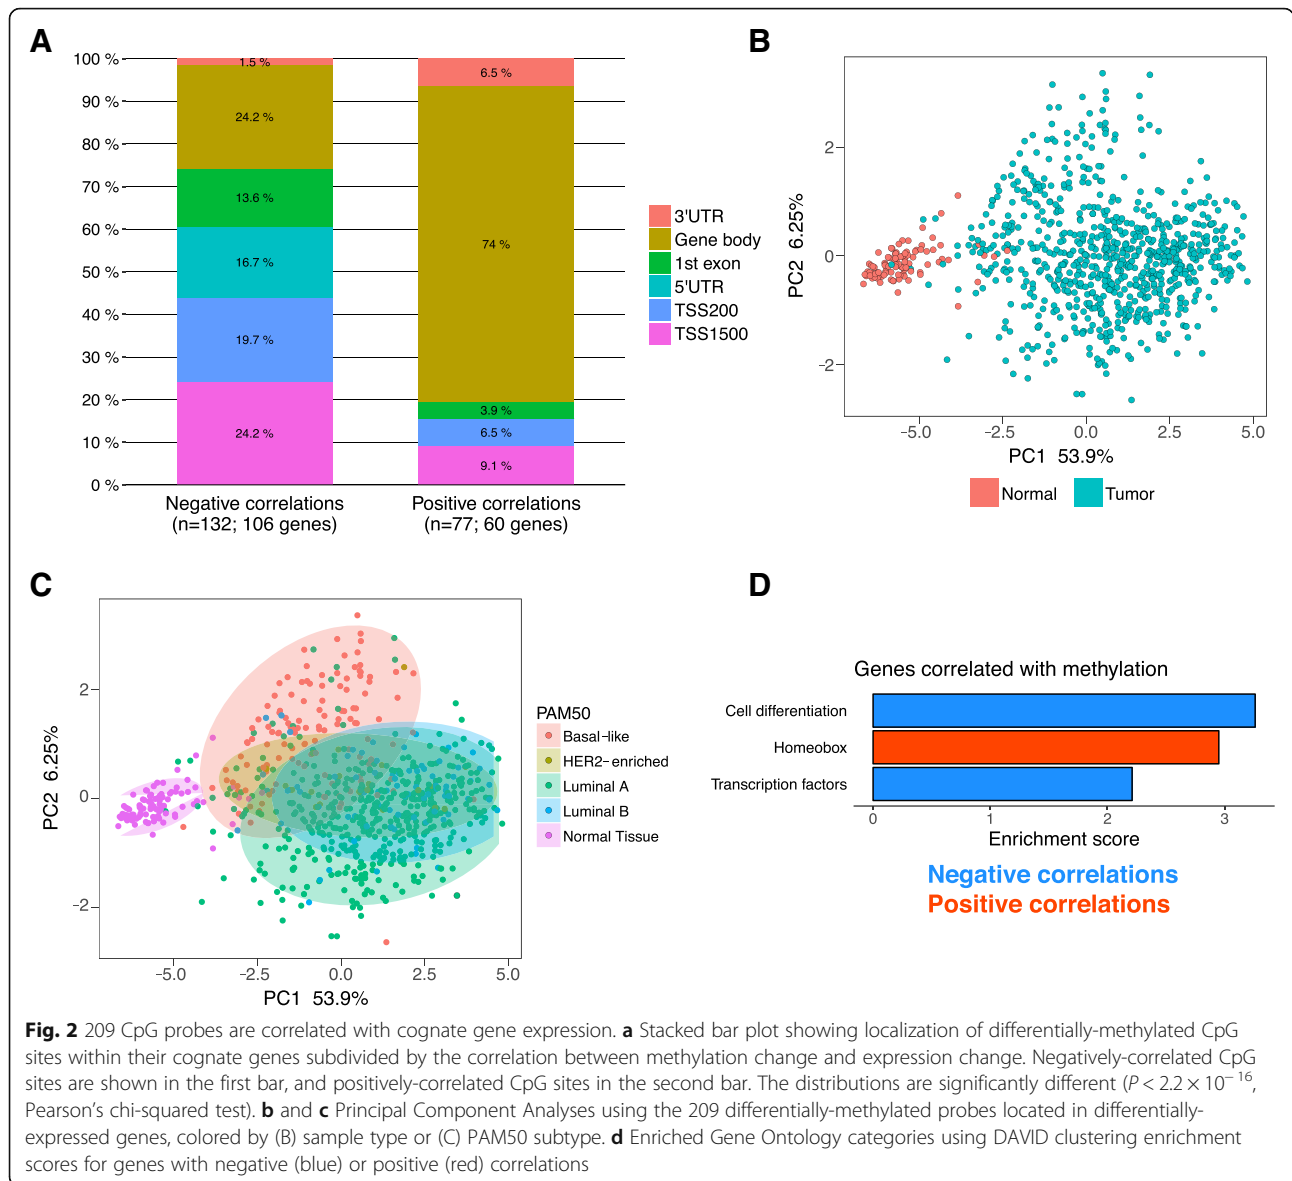 A
100 %
90 %
80 %
70 %
60 %
50 %
40 %
30 %
20 %
10 %
0 %
1.5 %
24.2 %
13.6 %
16.7 %
19.7 %
24.2 %
6.5 %
74 %
3.9 %
6.5 %
9.1 %
Negative correlations
(n=132; 106 genes)
Positive correlations
(n=77; 60 genes)
3'UTR
Gene body
1st exon
5'UTR
TSS200
TSS1500
B
PC2 6.25%
2
0
−2
−5.0
−2.5
0.0
2.5
5.0
PC1 53.9%
Normal
Tumor
C
PC2 6.25%
2
0
−2
−5.0
−2.5
0.0
2.5
5.0
PC1 53.9%
PAM50
Basal−like
HER2−enriched
Luminal A
Luminal B
Normal Tissue
D
Genes correlated with methylation
Cell differentiation
Homeobox
Transcription factors
0
1
2
3
Enrichment score
Negative correlations
Positive correlations
Fig. 2 209 CpG probes are correlated with cognate gene expression. a Stacked bar plot showing localization of differentially-methylated CpG
sites within their cognate genes subdivided by the correlation between methylation change and expression change. Negatively-correlated CpG
sites are shown in the first bar, and positively-correlated CpG sites in the second bar. The distributions are significantly different (P < 2.2 × 10⁻¹⁶,
Pearson's chi-squared test). b and c Principal Component Analyses using the 209 differentially-methylated probes located in differentially-
expressed genes, colored by (B) sample type or (C) PAM50 subtype. d Enriched Gene Ontology categories using DAVID clustering enrichment
scores for genes with negative (blue) or positive (red) correlations